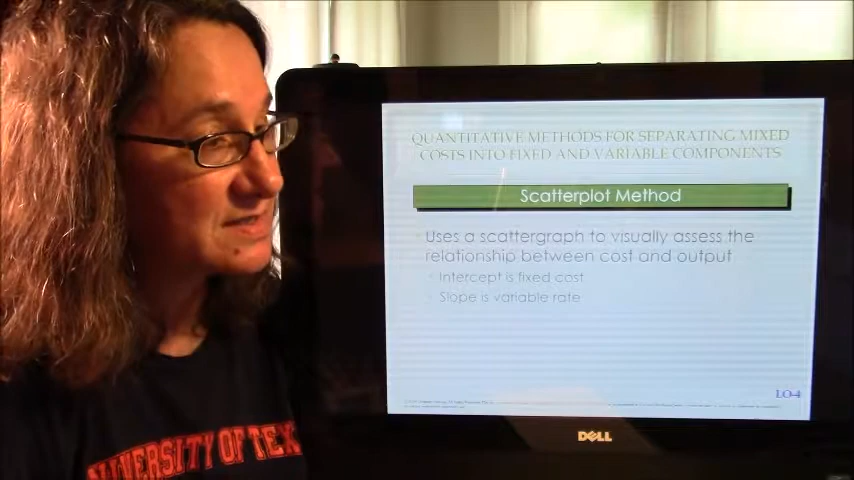 QUANTITATIVE METHODS FOR SEPARATING MIXED
COSTS INTO FIXED AND VARIABLE COMPONENTS
Scatterplot Method
Uses a scattergraph to visually assess the
relationship between cost and output
Intercept is fixed cost
Slope is variable rate
LO-4
DELL
UNIVERSITY OF